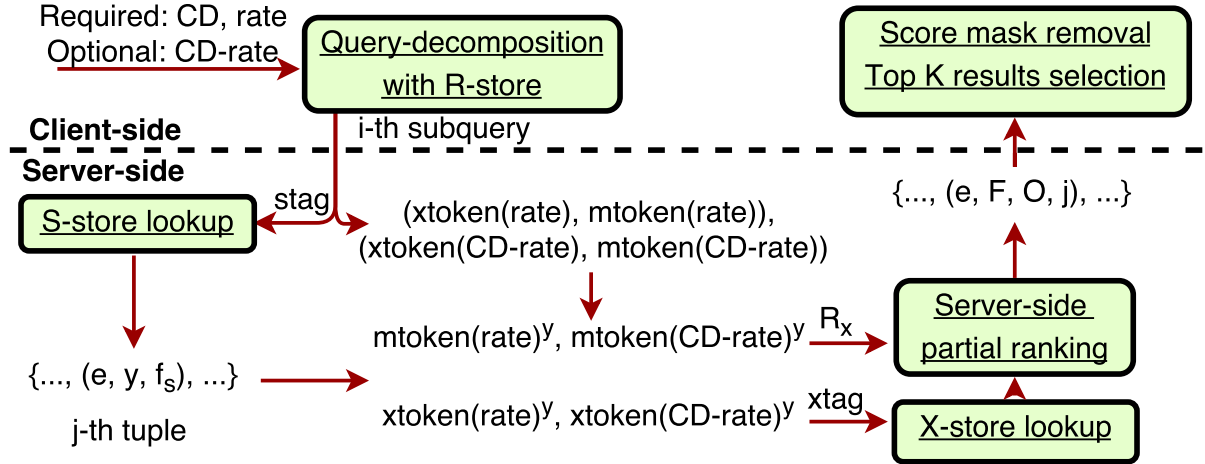 Required: CD, rate
Optional: CD-rate
Query-decomposition
with R-store
Score mask removal
Top K results selection
i-th subquery
Client-side
Server-side
stag
S-store lookup
(xtoken(rate), mtoken(rate)),
(xtoken(CD-rate), mtoken(CD-rate))
{..., (e, F, O, j), ...}
mtoken(rate)^y, mtoken(CD-rate)^y
R_x
Server-side
partial ranking
{..., (e, y, f_s), ...}
j-th tuple
xtoken(rate)^y, xtoken(CD-rate)^y
xtag
X-store lookup